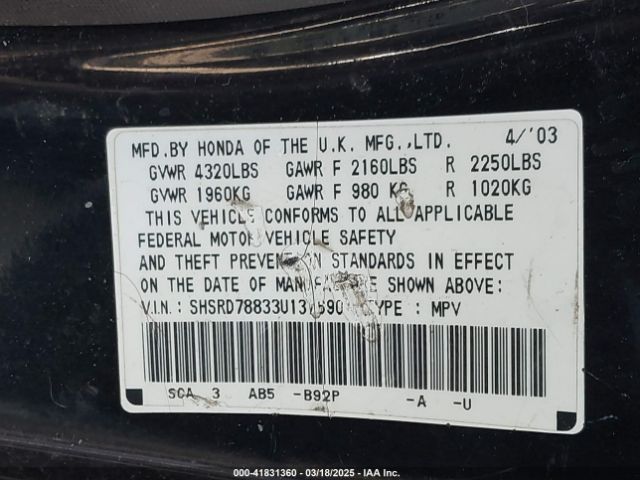 MFD.BY HONDA OF THE U.K. MFG.,LTD. 4/'03
GVWR 4320LBS GAWR F 2160LBS R 2250LBS
GVWR 1960KG GAWR F 980 KG R 1020KG
THIS VEHICLE CONFORMS TO ALL APPLICABLE
FEDERAL MOTOR VEHICLE SAFETY
AND THEFT PREVENTION STANDARDS IN EFFECT
ON THE DATE OF MANUFACTURE SHOWN ABOVE:
V.I.N.: TYPE : MPV
SCA 3 AB5 -B92P -A -U
000-41831360 - 03/18/2025 - IAA Inc.